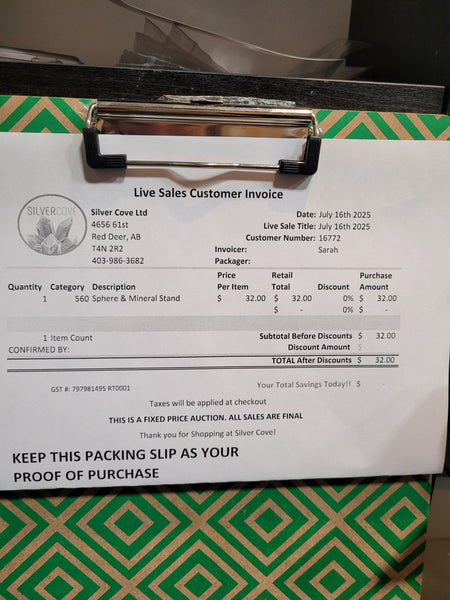 Live Sales Customer Invoice
SILVERCOVE
Silver Cove Ltd
4656 61st
Red Deer, AB
T4N 2R2
403-986-3682
Date: July 16th 2025
Live Sale Title: July 16th 2025
Customer Number: 16772
Invoicer: Sarah
Packager:
Quantity Category Description Price Per Item Retail Total Discount Purchase Amount
1 560 Sphere & Mineral Stand $ 32.00 $ 32.00 0% $ 32.00
$ - 0% $ -
1 Item Count Subtotal Before Discounts $ 32.00
CONFIRMED BY: Discount Amount $ -
TOTAL After Discounts $ 32.00
GST #: 797981495 RT0001 Your Total Savings Today!! $ -
Taxes will be applied at checkout
THIS IS A FIXED PRICE AUCTION. ALL SALES ARE FINAL
Thank you for Shopping at Silver Cove!
KEEP THIS PACKING SLIP AS YOUR
PROOF OF PURCHASE